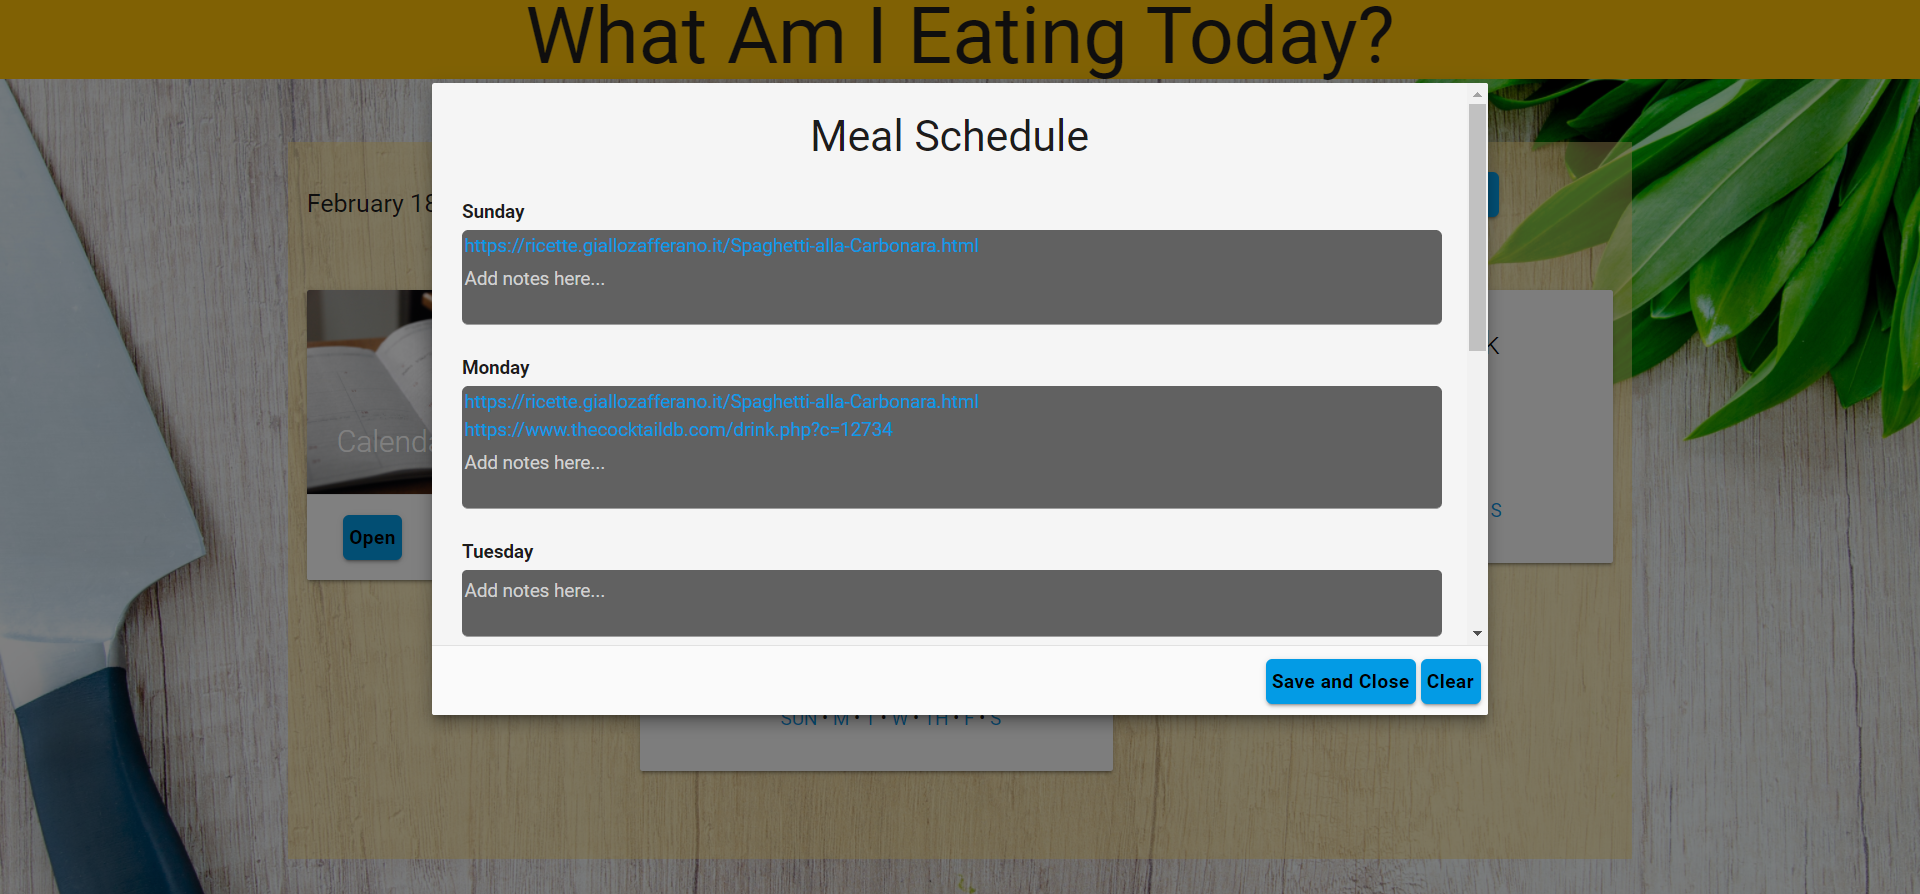 What Am I Eating Today?
February 18
Meal Schedule
Sunday
https://ricette.giallozafferano.it/Spaghetti-alla-Carbonara.html
Add notes here...
Monday
https://ricette.giallozafferano.it/Spaghetti-alla-Carbonara.html
https://www.thecocktaildb.com/drink.php?c=12734
Add notes here...
Tuesday
Add notes here...
Save and Close
Clear
Calenda
Open
K
S
SUN • M • T • W • TH • F • S